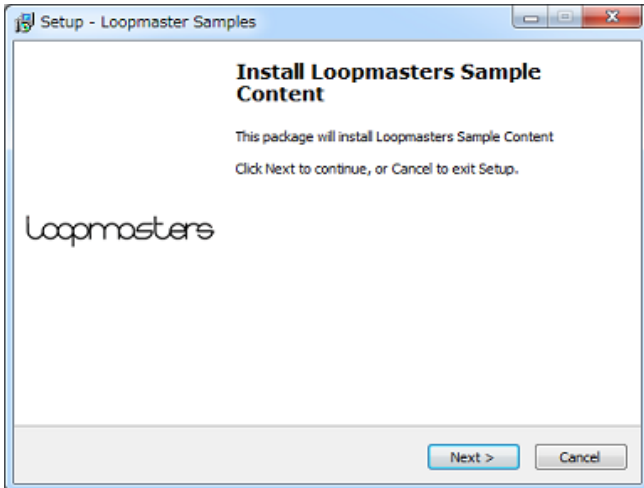 Setup - Loopmaster Samples
Install Loopmasters Sample
Content
This package will install Loopmasters Sample Content
Click Next to continue, or Cancel to exit Setup.
Loopmasters
Next >
Cancel